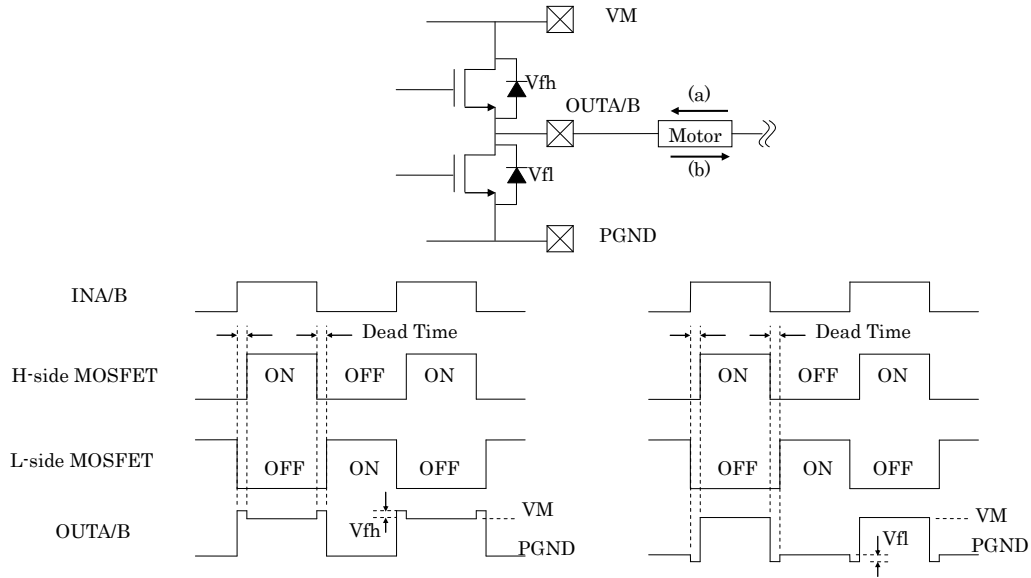 VM
Vfh
OUTA/B
(a)
Motor
(b)
Vfl
PGND
INA/B
Dead Time
Dead Time
H-side MOSFET
ON
OFF
ON
ON
OFF
ON
L-side MOSFET
OFF
ON
OFF
OFF
ON
OFF
OUTA/B
Vfh
VM
PGND
Vfl
VM
PGND